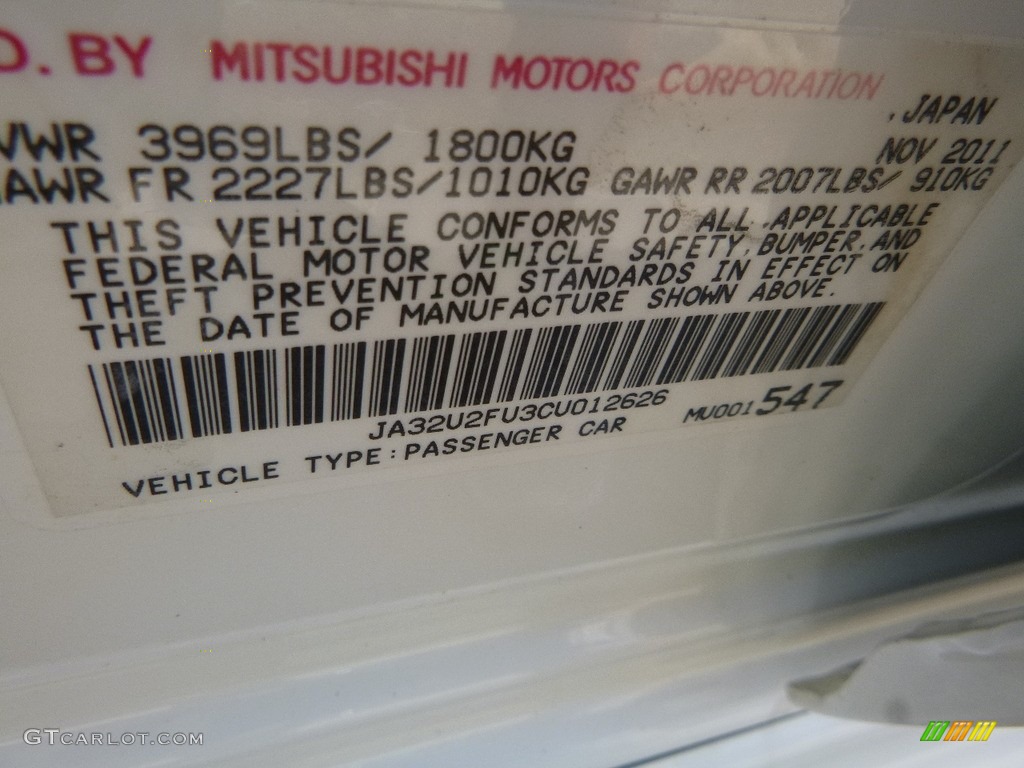 D. BY MITSUBISHI MOTORS CORPORATION
, JAPAN
VWR 3969LBS/ 1800KG NOV 2011
AWR FR 2227LBS/1010KG GAWR RR 2007LBS/ 910KG
THIS VEHICLE CONFORMS TO ALL APPLICABLE
FEDERAL MOTOR VEHICLE SAFETY, BUMPER, AND
THEFT PREVENTION STANDARDS IN EFFECT ON
THE DATE OF MANUFACTURE SHOWN ABOVE.
JA32U2FU3CU012626 MU001547
VEHICLE TYPE:PASSENGER CAR
GTCARLOT.COM